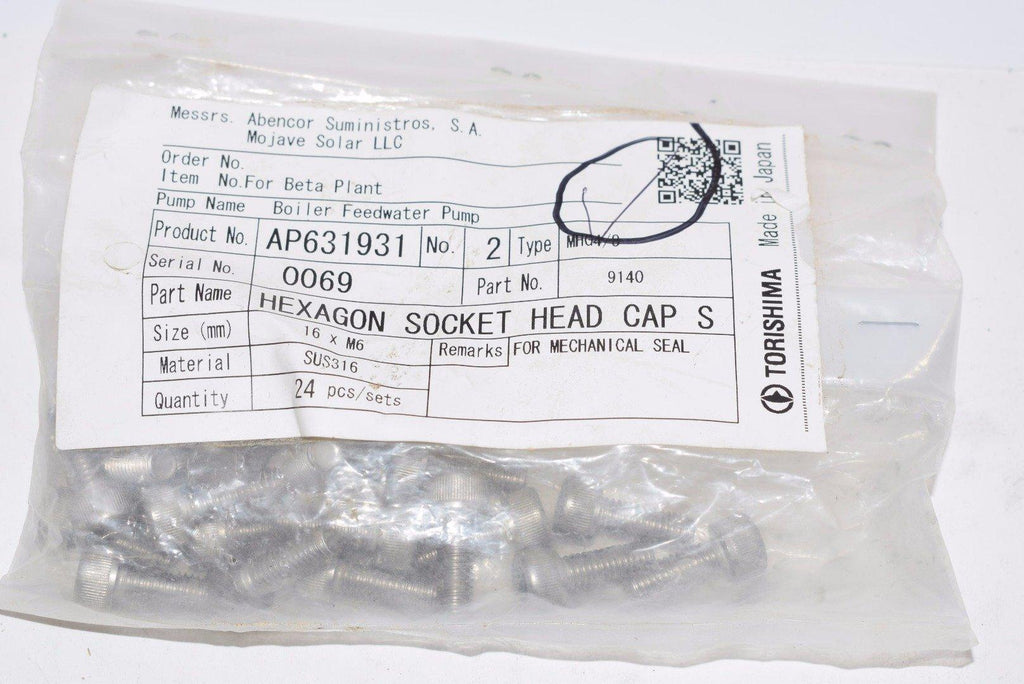 Messrs. Abencor Suministros, S.A.
Mojave Solar LLC
Order No.
Item No.For Beta Plant
Pump Name Boiler Feedwater Pump
Product No. AP631931 No. 2 Type
Serial No. 0069 Part No. 9140
Part Name HEXAGON SOCKET HEAD CAP S
Size (mm) 16 x M6 Remarks FOR MECHANICAL SEAL
Material SUS316
Quantity 24 pcs/sets
TORISHIMA Made in Japan